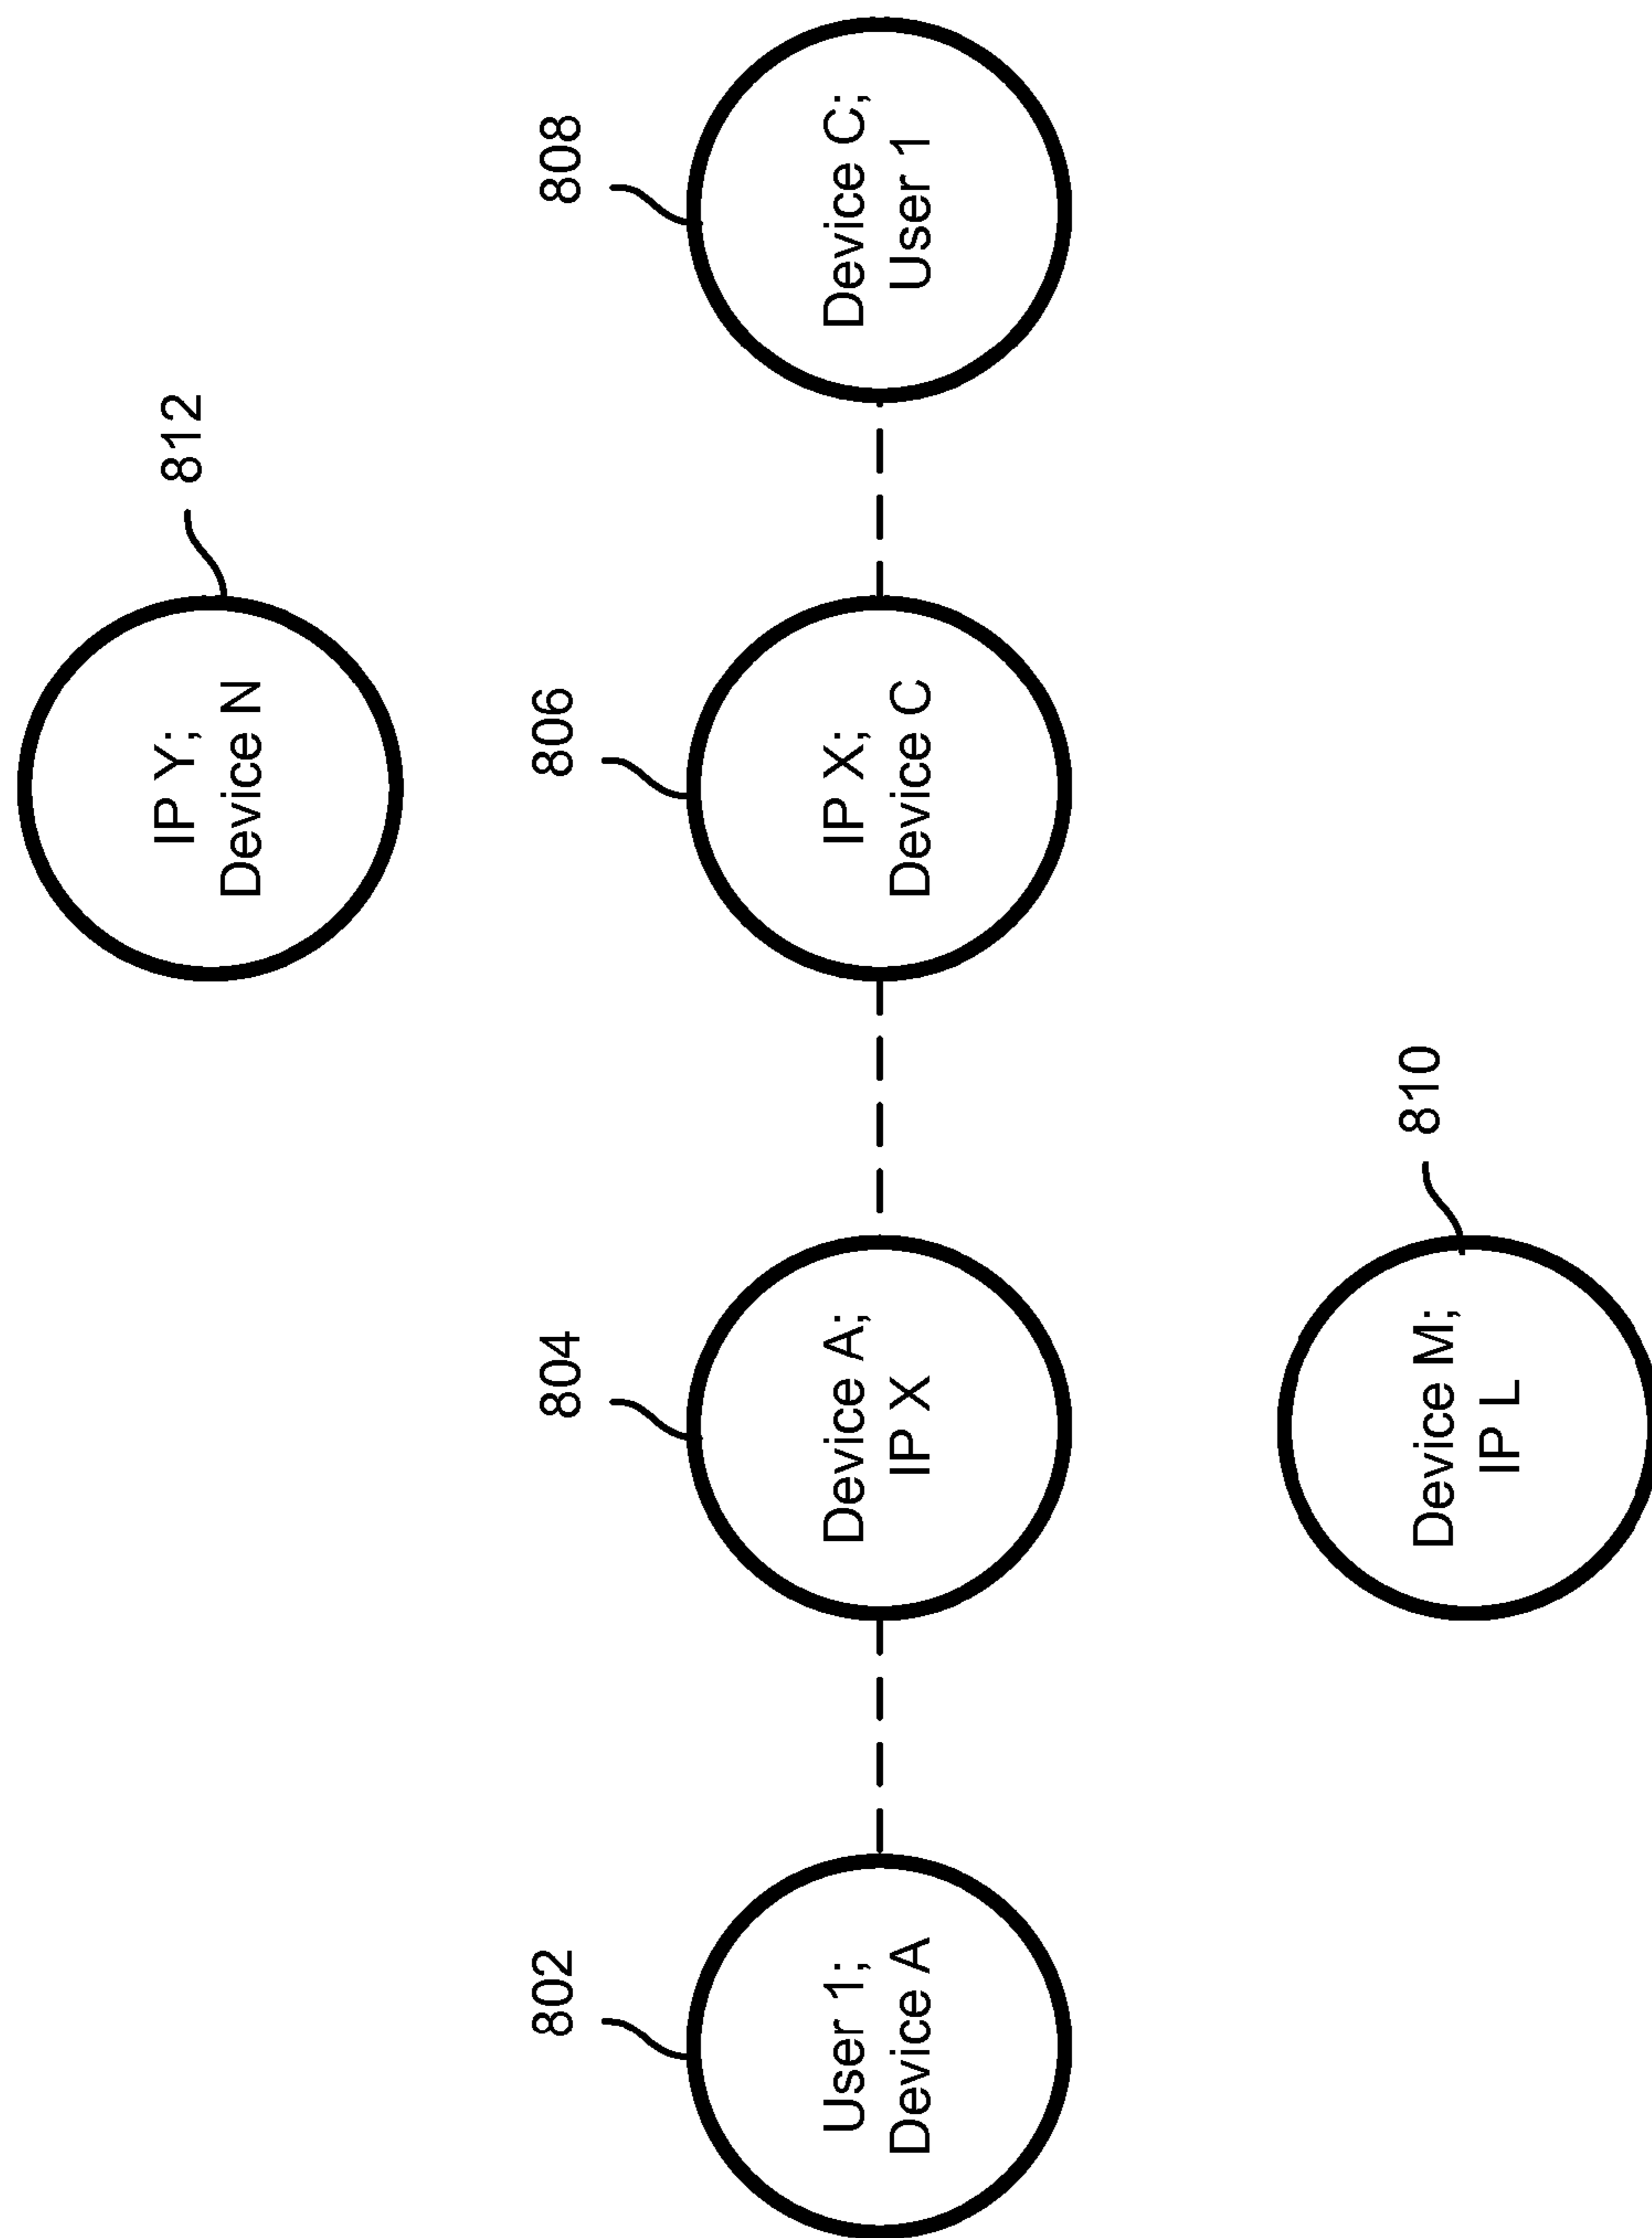 812
IP Y;
Device N
802
User 1;
Device A
804
Device A;
IP X
806
IP X;
Device C
808
Device C;
User 1
810
Device M;
IP L